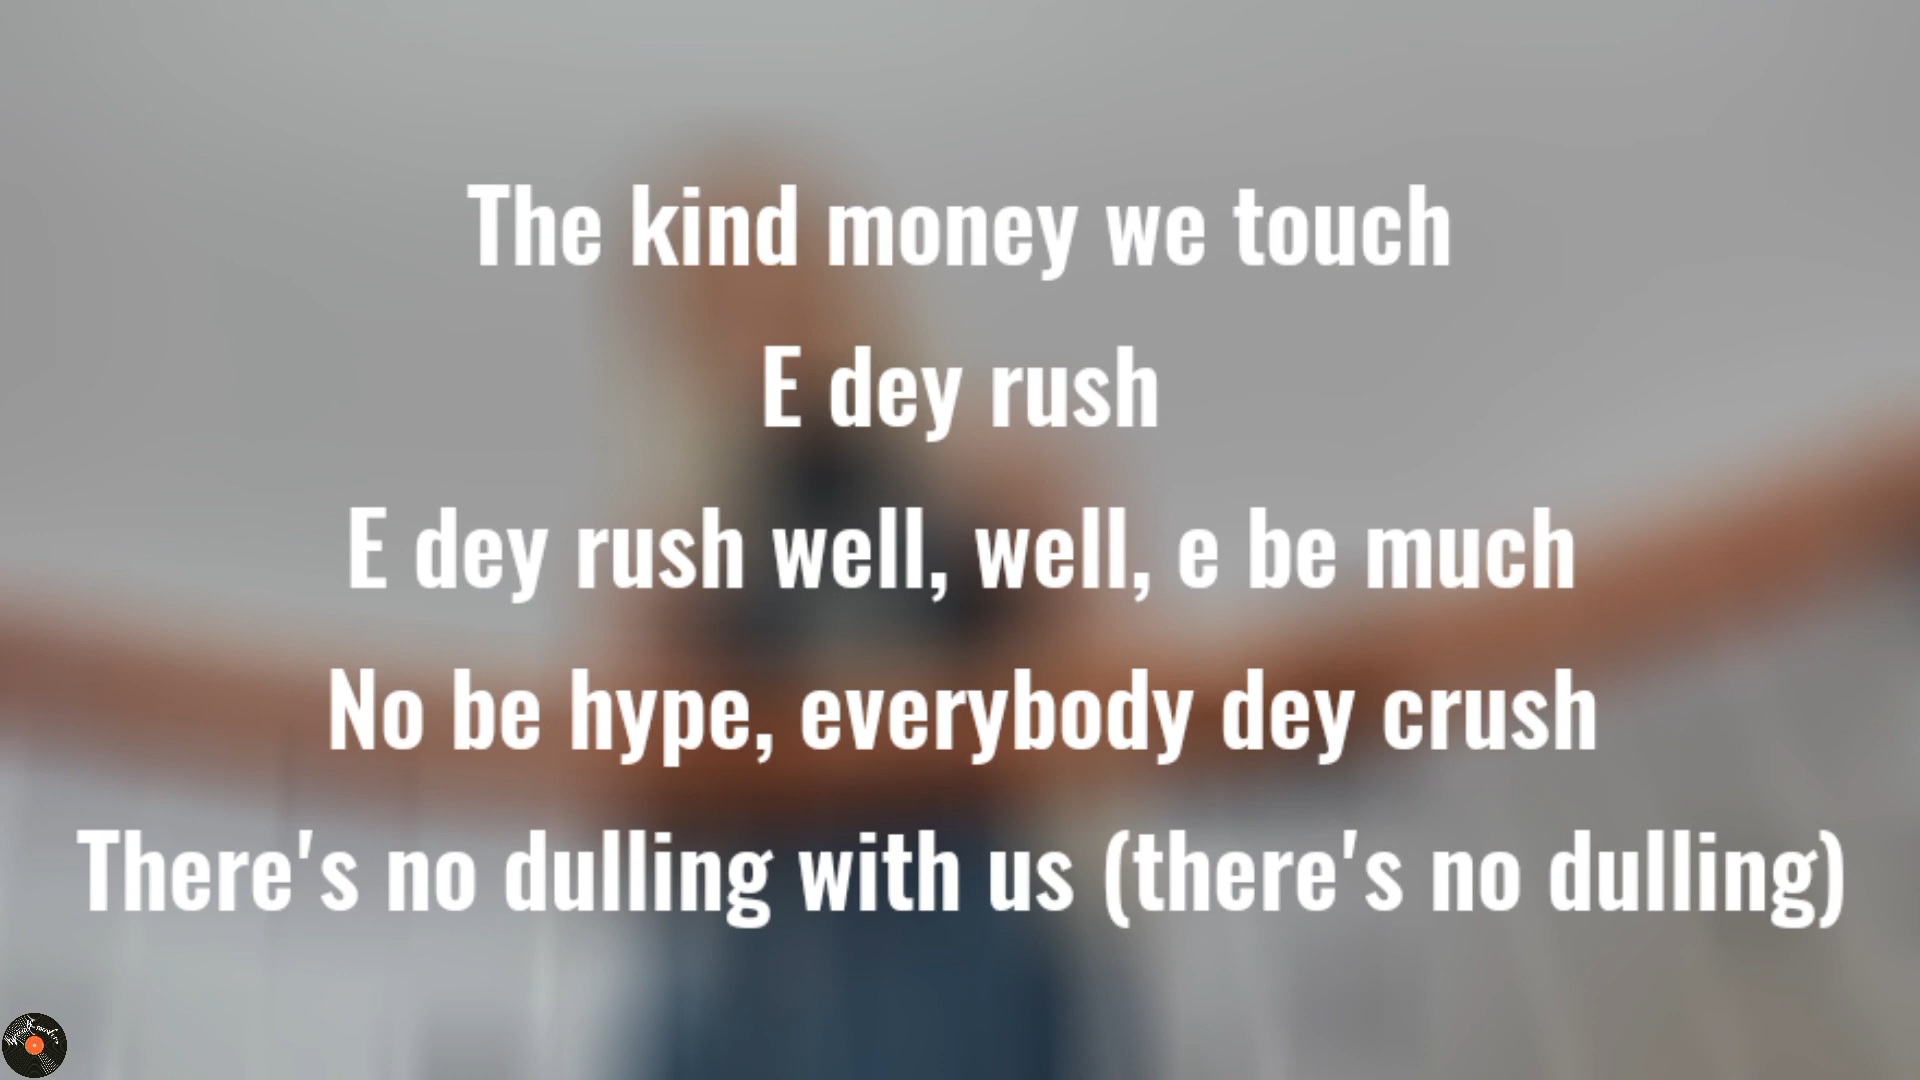 The kind money we touch
E dey rush
E dey rush well, well, e be much
No be hype, everybody dey crush
There's no dulling with us (there's no dulling)